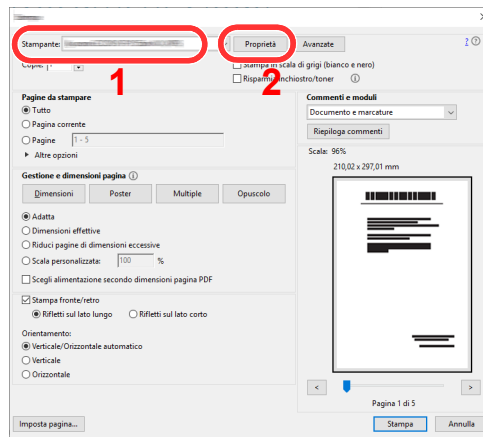 Stampante:
Proprietà
Avanzate
?
Copie:
Stampa in scala di grigi (bianco e nero)
1
2
Risparmi inchiostro/toner
Pagine da stampare
Tutto
Pagina corrente
Pagine 1 - 5
Altre opzioni
Commenti e moduli
Documento e marcature
Riepiloga commenti
Scala: 96%
210,02 x 297,01 mm
Gestione e dimensioni pagina
Dimensioni
Poster
Multiple
Opuscolo
Adatta
Dimensioni effettive
Riduci pagine di dimensioni eccessive
Scala personalizzata: 100 %
Scegli alimentazione secondo dimensioni pagina PDF
Stampa fronte/retro
Rifletti sul lato lungo
Rifletti sul lato corto
Orientamento:
Verticale/Orizzontale automatico
Verticale
Orizzontale
<
>
Pagina 1 di 5
Imposta pagina...
Stampa
Annulla